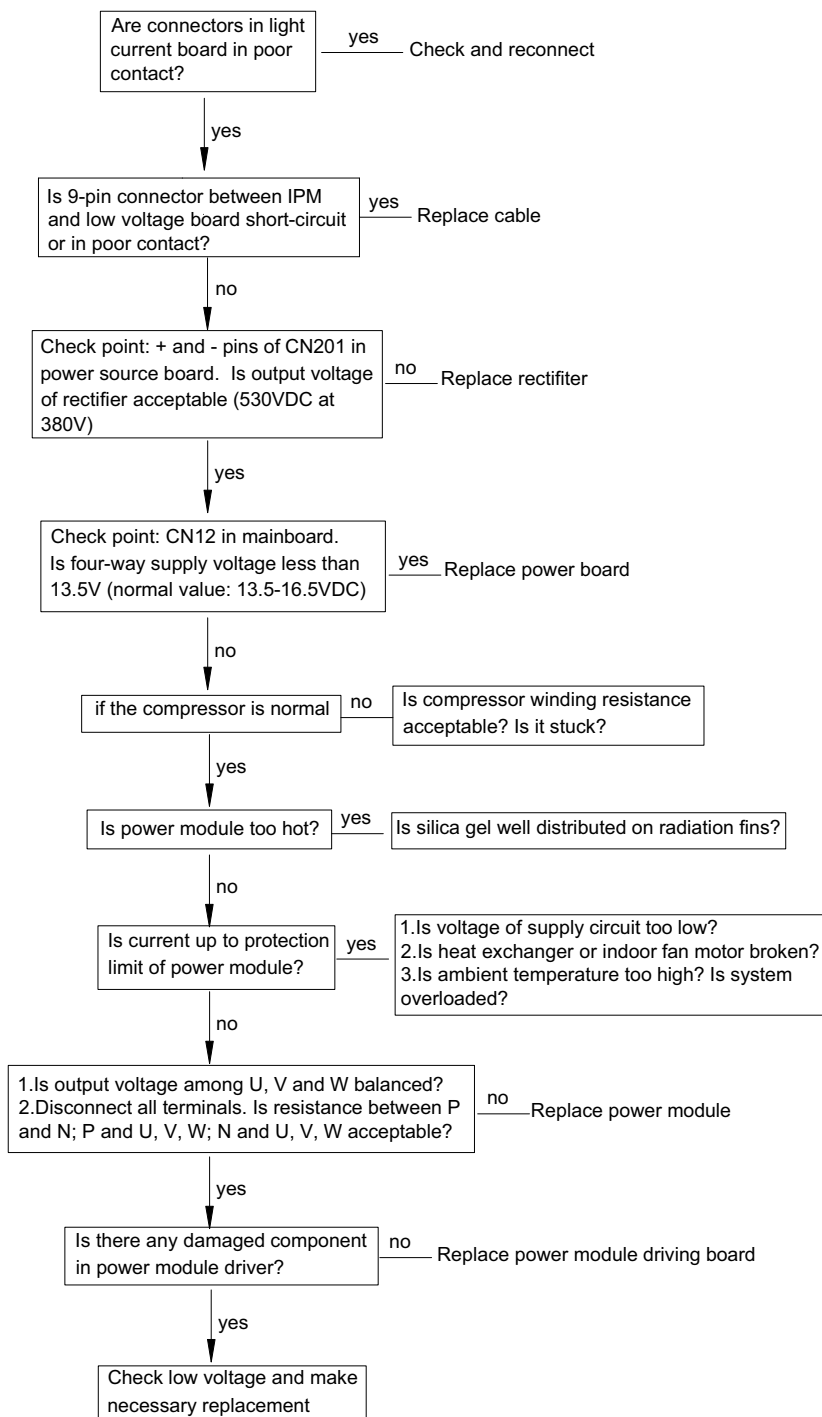 Are connectors in light
current board in poor
contact?
yes
Check and reconnect
yes
Is 9-pin connector between IPM
and low voltage board short-circuit
or in poor contact?
yes
Replace cable
no
Check point: + and - pins of CN201 in
power source board. Is output voltage
of rectifier acceptable (530VDC at
380V)
no
Replace rectifiter
yes
Check point: CN12 in mainboard.
Is four-way supply voltage less than
13.5V (normal value: 13.5-16.5VDC)
yes
Replace power board
no
if the compressor is normal
no
Is compressor winding resistance
acceptable? Is it stuck?
yes
Is power module too hot?
yes
Is silica gel well distributed on radiation fins?
no
Is current up to protection
limit of power module?
yes
1.Is voltage of supply circuit too low?
2.Is heat exchanger or indoor fan motor broken?
3.Is ambient temperature too high? Is system
overloaded?
no
1.Is output voltage among U, V and W balanced?
2.Disconnect all terminals. Is resistance between P
and N; P and U, V, W; N and U, V, W acceptable?
no
Replace power module
yes
Is there any damaged component
in power module driver?
no
Replace power module driving board
yes
Check low voltage and make
necessary replacement